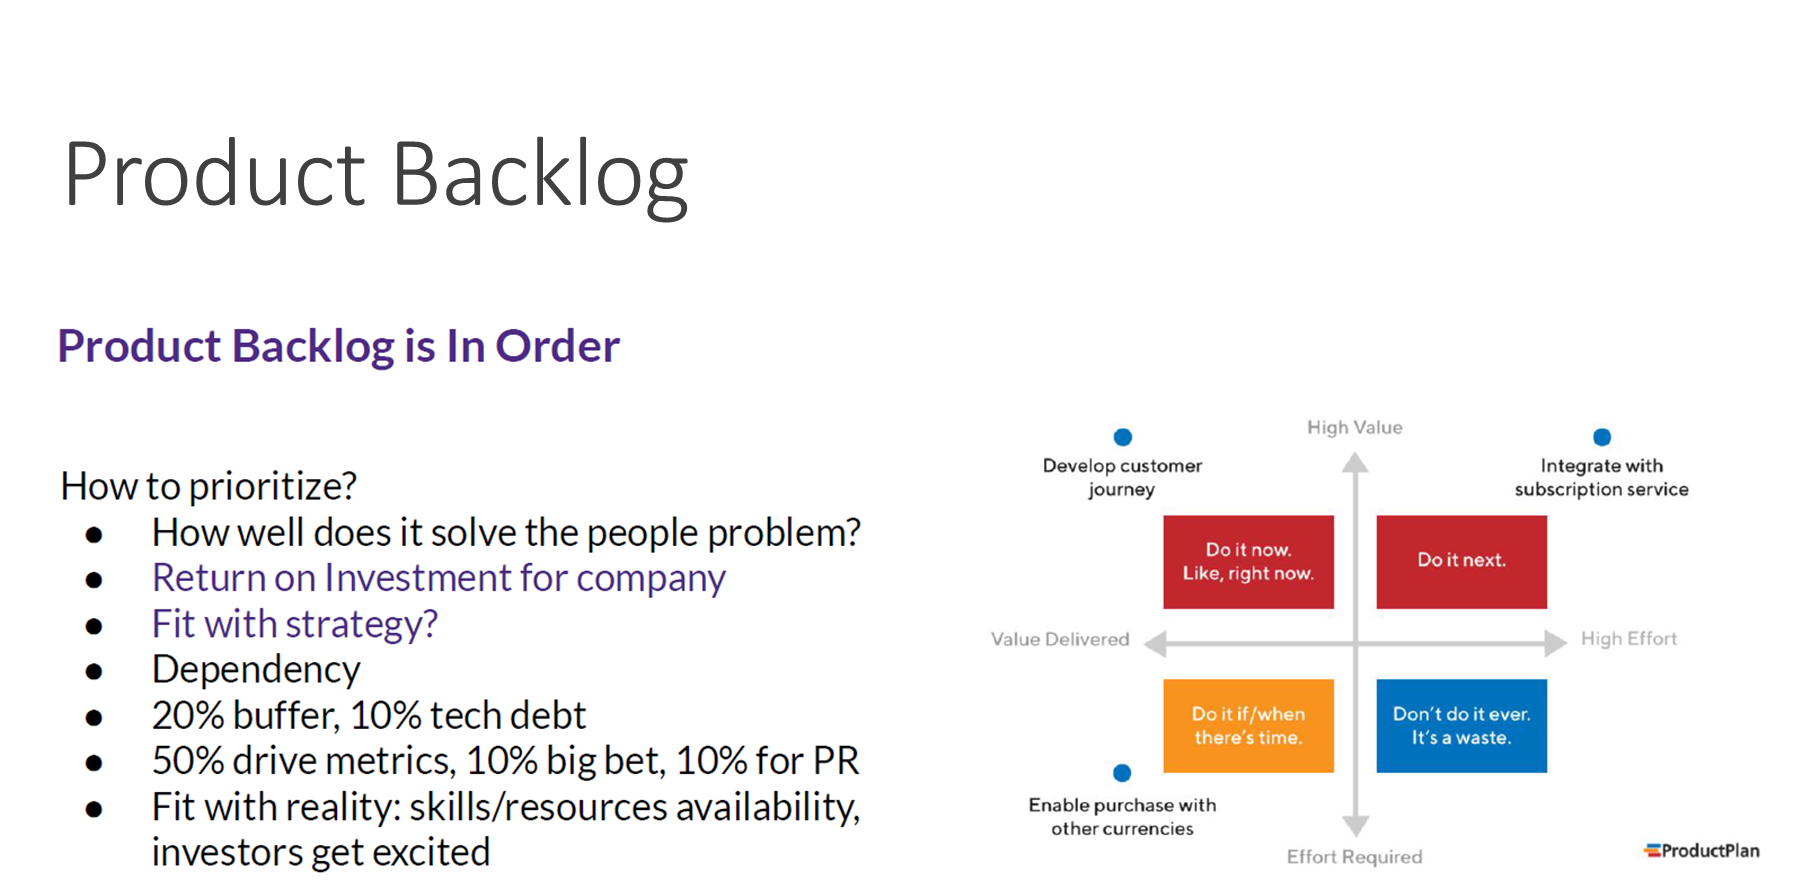 Product Backlog
Product Backlog is In Order
How to prioritize?
● How well does it solve the people problem?
● Return on Investment for company
● Fit with strategy?
● Dependency
● 20% buffer, 10% tech debt
● 50% drive metrics, 10% big bet, 10% for PR
● Fit with reality: skills/resources availability,
investors get excited
High Value
Develop customer
journey
Integrate with
subscription service
Do it now.
Like, right now.
Do it next.
Value Delivered
High Effort
Do it if/when
there's time.
Don't do it ever.
It's a waste.
Enable purchase with
other currencies
Effort Required
ProductPlan